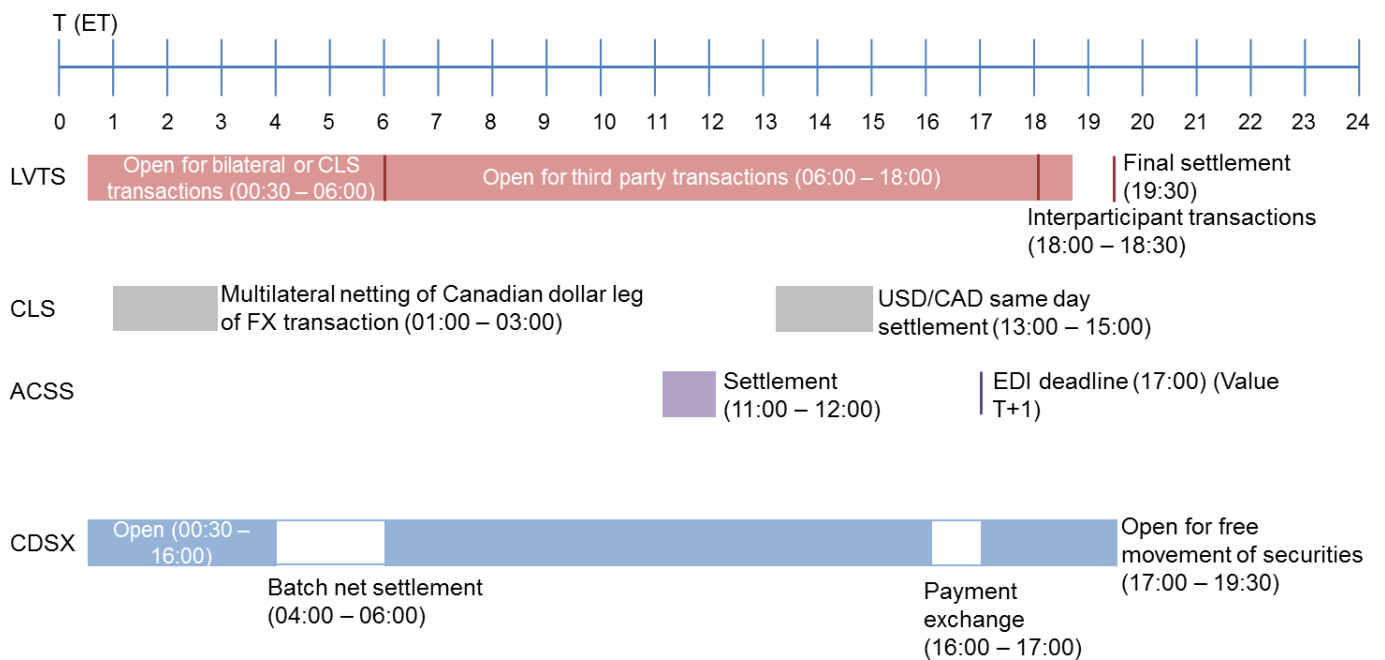 T (ET)
0 1 2 3 4 5 6 7 8 9 10 11 12 13 14 15 16 17 18 19 20 21 22 23 24
LVTS
Open for bilateral or CLS
transactions (00:30 – 06:00)
Open for third party transactions (06:00 – 18:00)
Final settlement
(19:30)
Interparticipant transactions
(18:00 – 18:30)
CLS
Multilateral netting of Canadian dollar leg
of FX transaction (01:00 – 03:00)
USD/CAD same day
settlement (13:00 – 15:00)
ACSS
Settlement
(11:00 – 12:00)
EDI deadline (17:00) (Value
T+1)
CDSX
Open (00:30 –
16:00)
Batch net settlement
(04:00 – 06:00)
Payment
exchange
(16:00 – 17:00)
Open for free
movement of securities
(17:00 – 19:30)